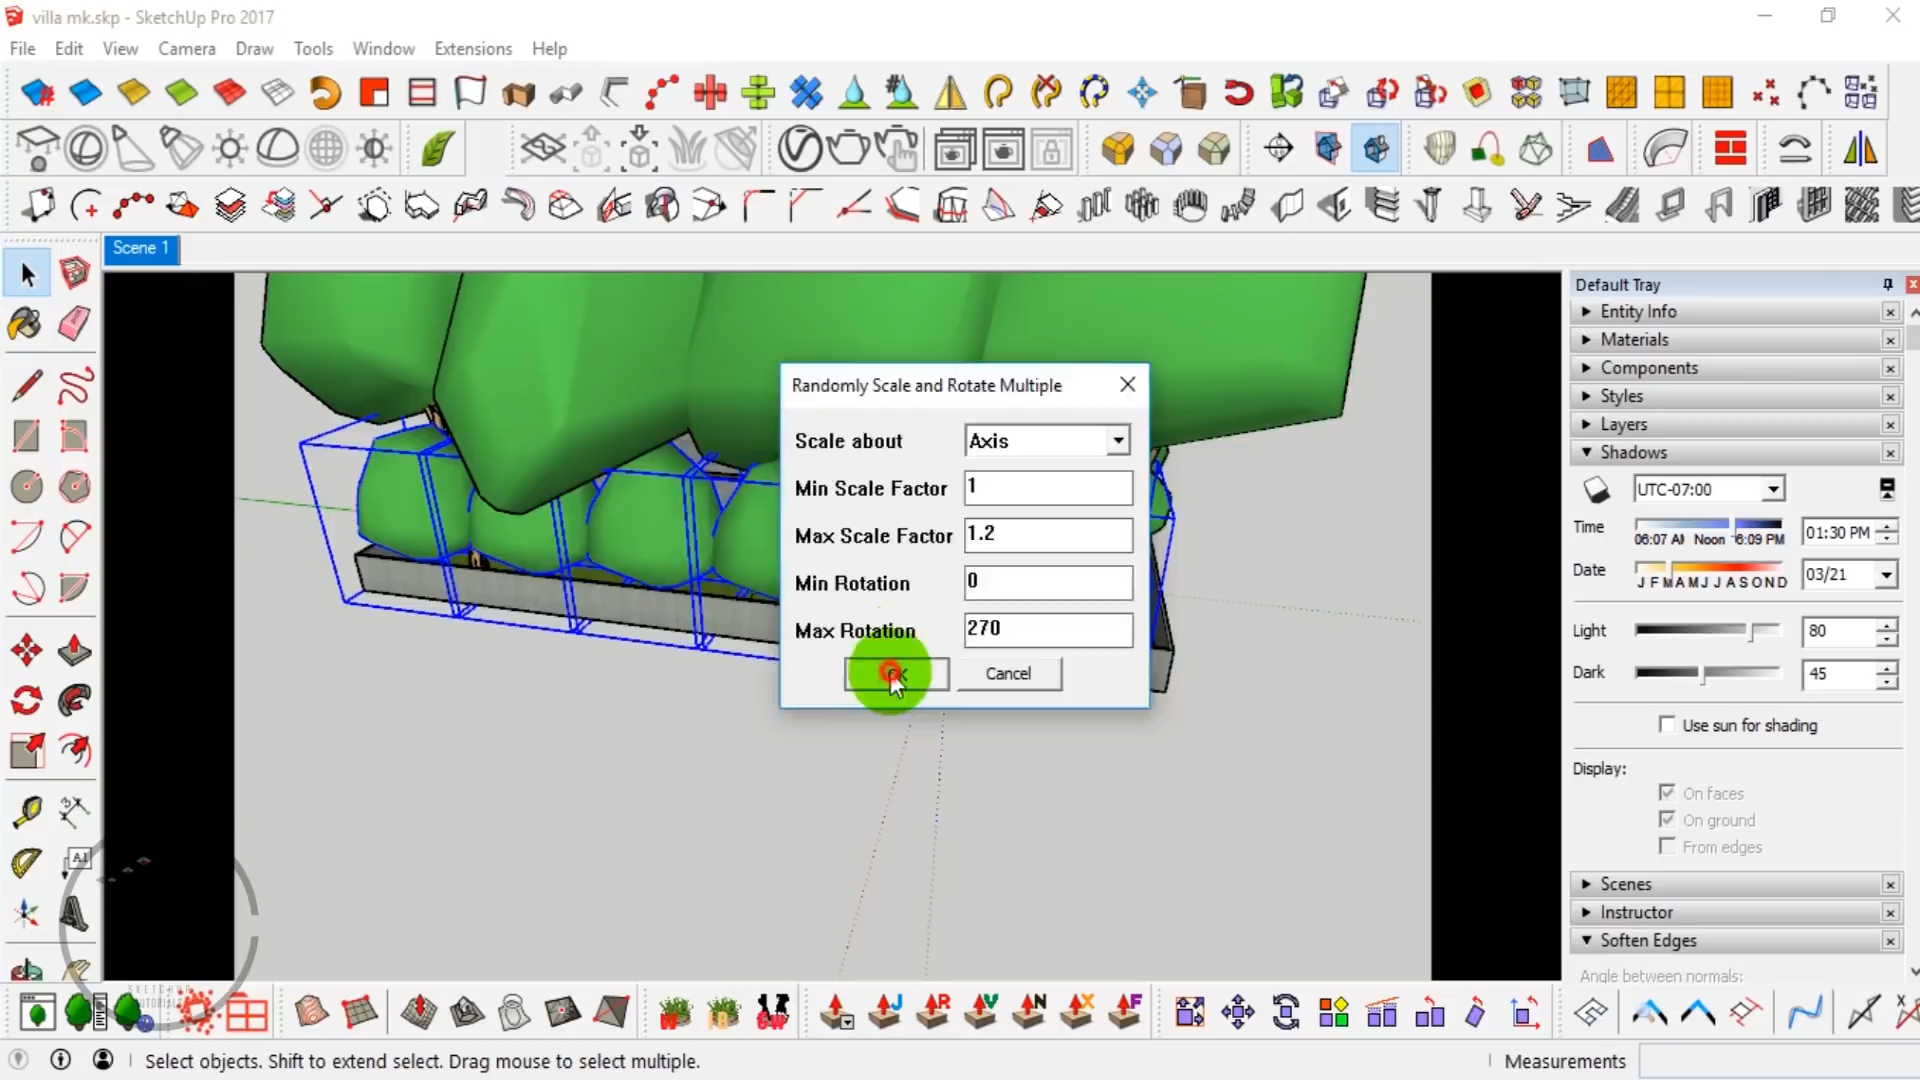 villa mk.skp - SketchUp Pro 2017
File Edit View Camera Draw Tools Window Extensions Help
Scene 1
Default Tray
Entity Info
Materials
Components
Styles
Layers
Shadows
UTC-07:00
Time
06:07 AM Noon 6:09 PM
01:30 PM
Date
J F M A M J J A S O N D
03/21
Light
80
Dark
45
Use sun for shading
Display:
On faces
On ground
From edges
Scenes
Instructor
Soften Edges
Angle between normals:
Randomly Scale and Rotate Multiple
Scale about
Axis
Min Scale Factor
1
Max Scale Factor
1.2
Min Rotation
0
Max Rotation
270
OK
Cancel
A1
SKETCHUP
TUTORIALS
J R V N X F
Select objects. Shift to extend select. Drag mouse to select multiple.
Measurements